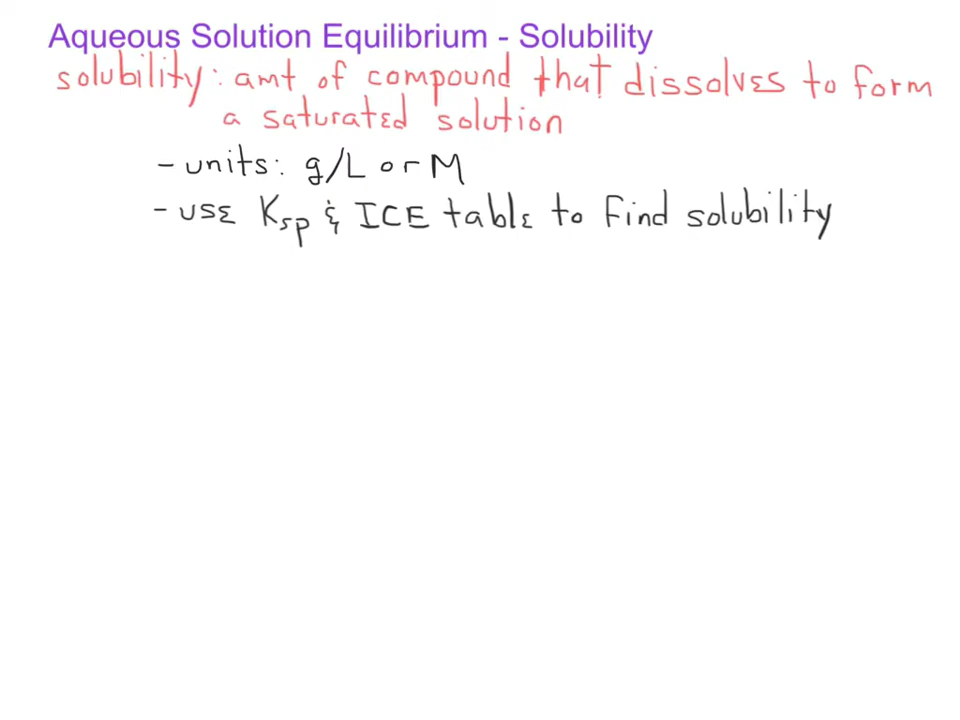 Aqueous Solution Equilibrium - Solubility
solubility: amt of compound that dissolves to form
a saturated solution
- units: g/L or M
- use Ksp & ICE table to find solubility